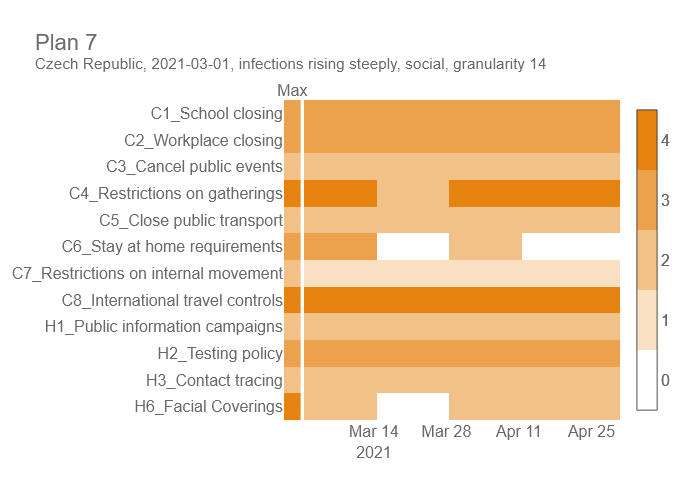 Plan 7
Czech Republic, 2021-03-01, infections rising steeply, social, granularity 14
Max
C1_School closing
C2_Workplace closing
C3_Cancel public events
C4_Restrictions on gatherings
C5_Close public transport
C6_Stay at home requirements
C7_Restrictions on internal movement
C8_International travel controls
H1_Public information campaigns
H2_Testing policy
H3_Contact tracing
H6_Facial Coverings
4
3
2
1
0
Mar 14 Mar 28 Apr 11 Apr 25
2021